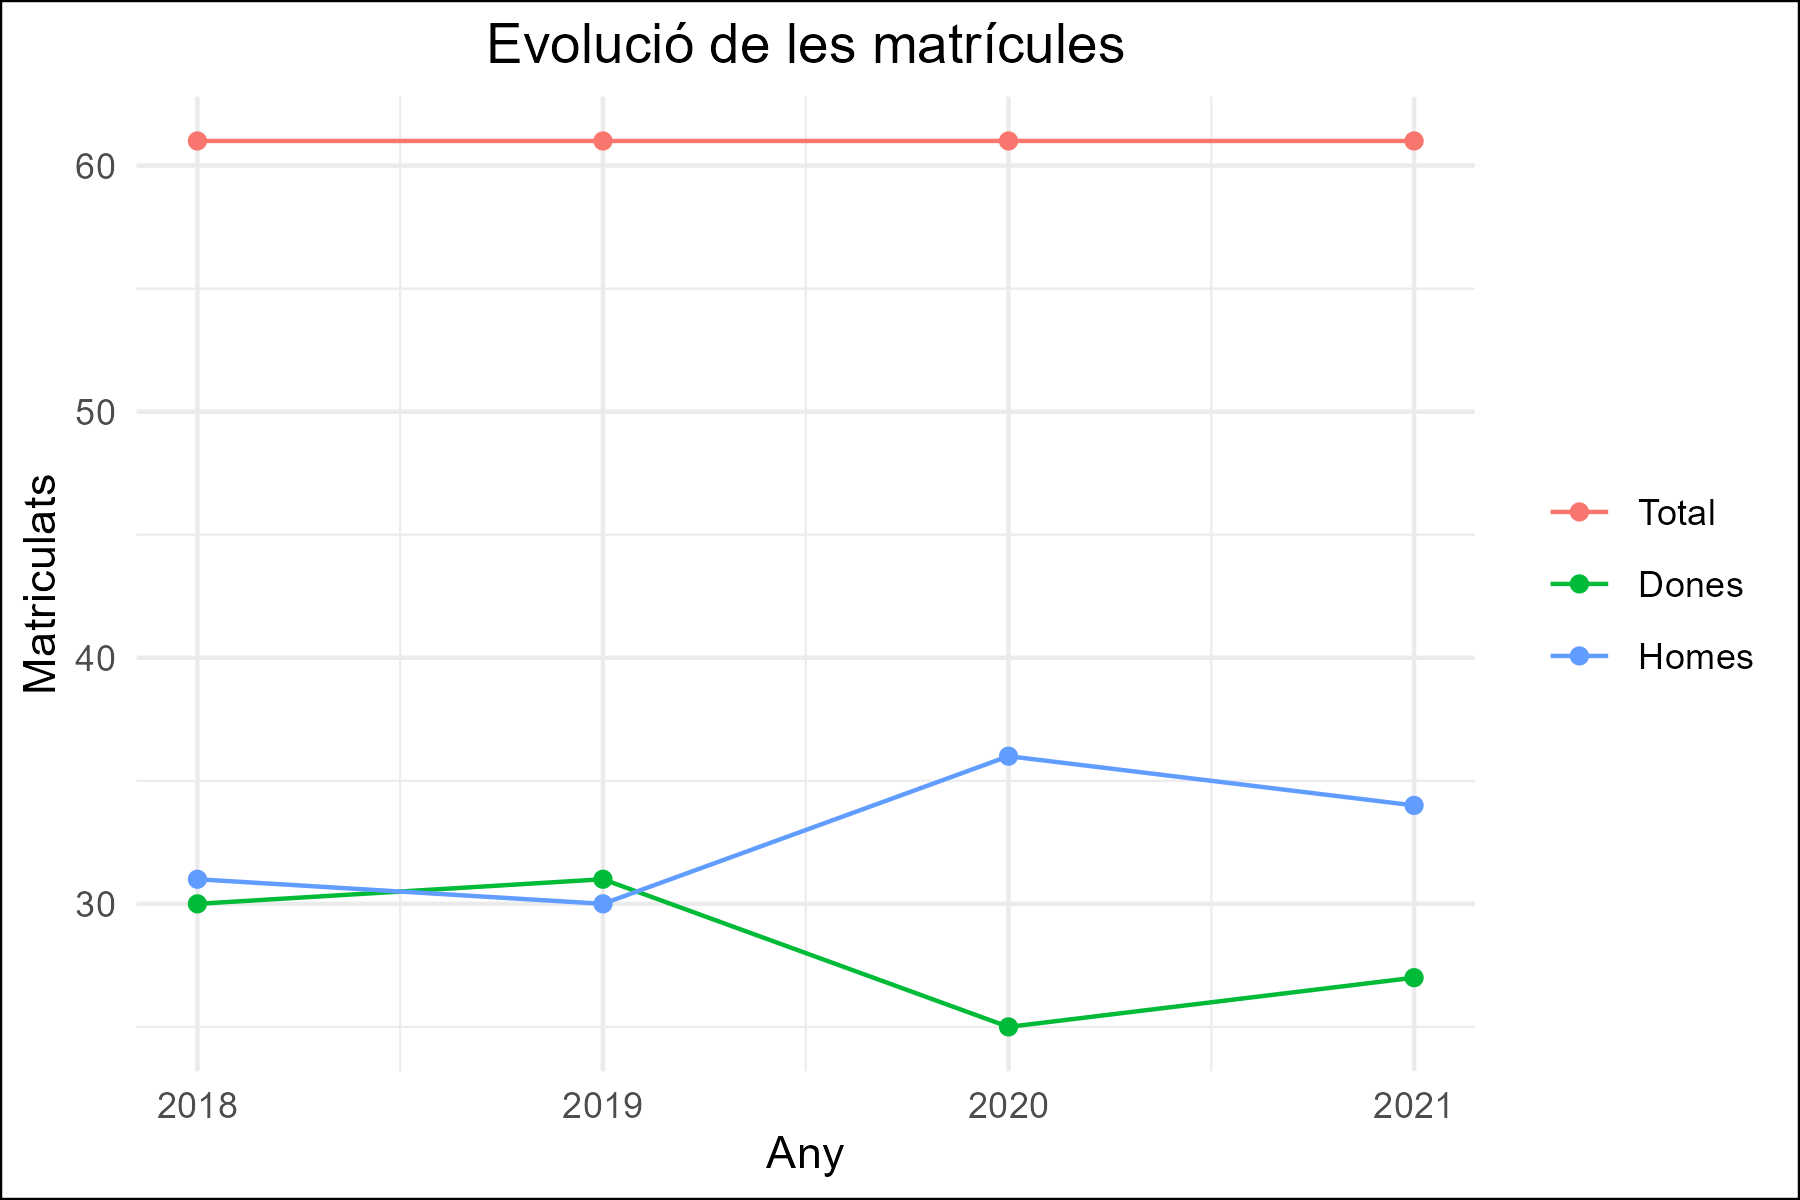 Evolució de les matrícules
60
50
40
30
Matriculats
2018 2019 2020 2021
Any
Total
Dones
Homes